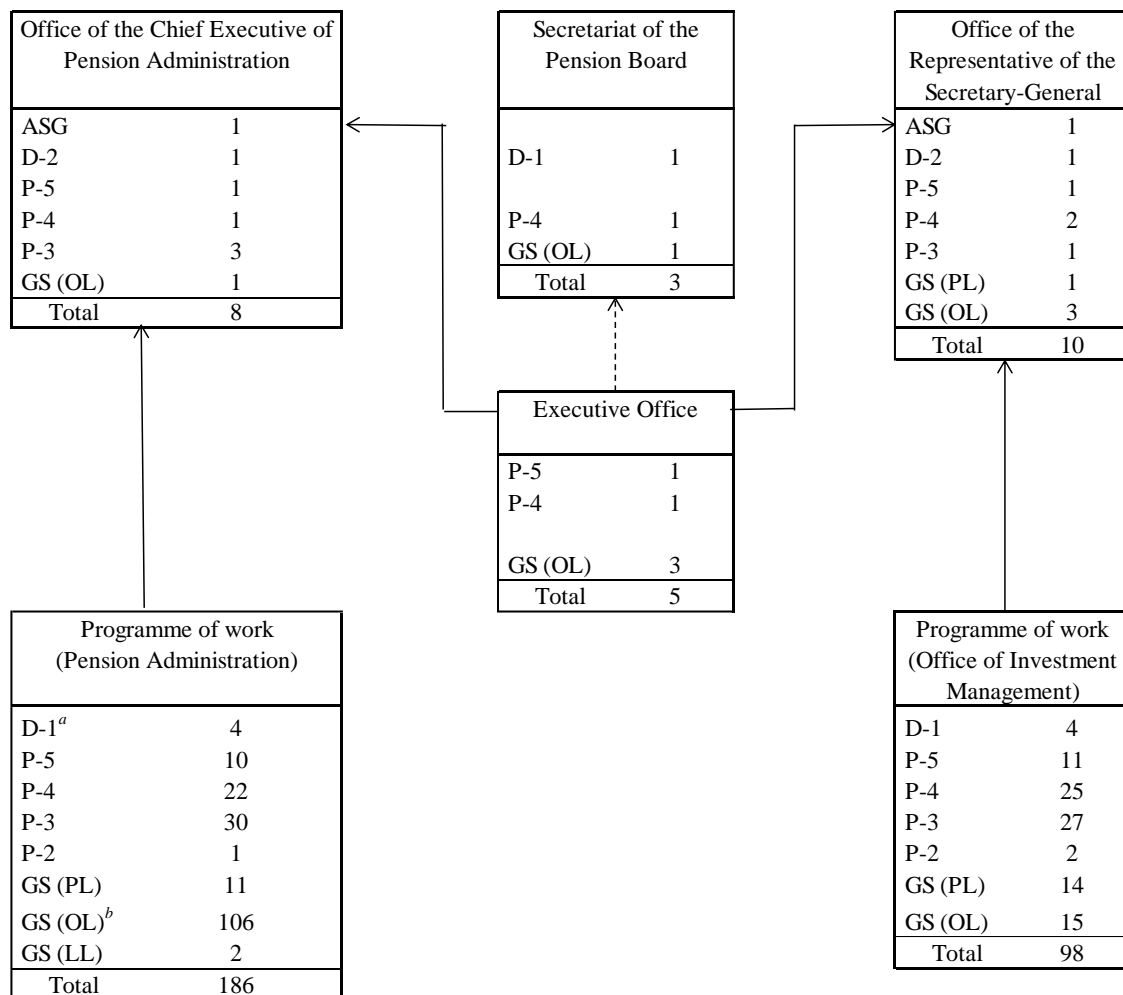 Office of the Chief Executive of
Pension Administration
ASG 1
D-2 1
P-5 1
P-4 1
P-3 3
GS (OL) 1
Total 8
Secretariat of the
Pension Board
D-1 1
P-4 1
GS (OL) 1
Total 3
Office of the
Representative of the
Secretary-General
ASG 1
D-2 1
P-5 1
P-4 2
P-3 1
GS (PL) 1
GS (OL) 3
Total 10
Executive Office
P-5 1
P-4 1
GS (OL) 3
Total 5
Programme of work
(Pension Administration)
D-1a 4
P-5 10
P-4 22
P-3 30
P-2 1
GS (PL) 11
GS (OL)b 106
GS (LL) 2
Total 186
Programme of work
(Office of Investment
Management)
D-1 4
P-5 11
P-4 25
P-3 27
P-2 2
GS (PL) 14
GS (OL) 15
Total 98